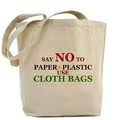 SAY NO TO
PAPER & PLASTIC
USE
CLOTH BAGS